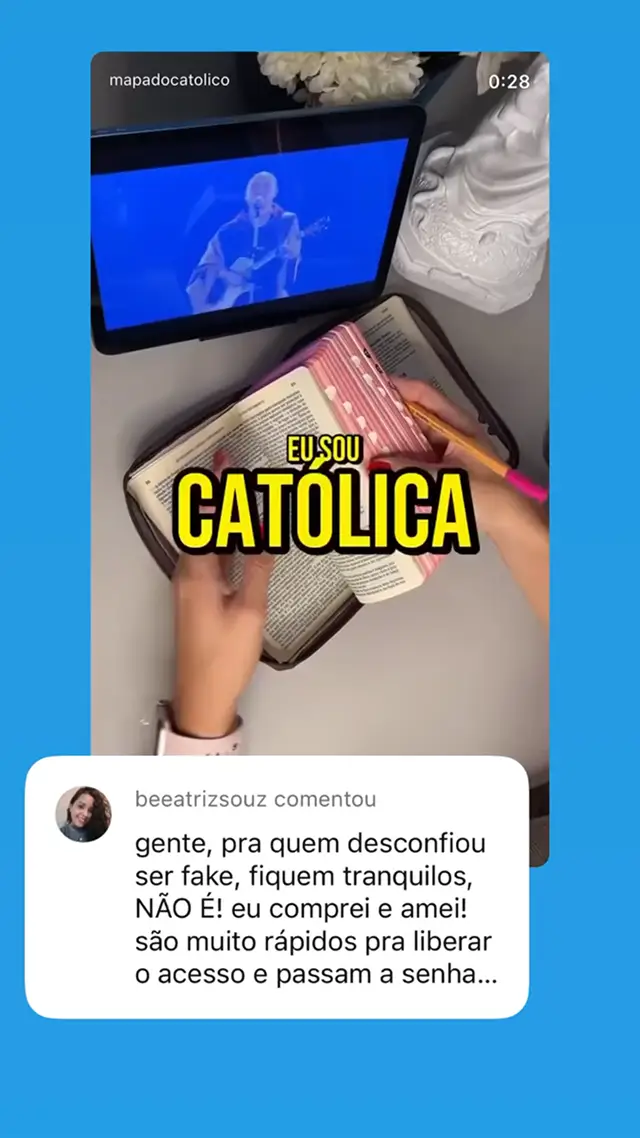 mapadocatolico
0:28
EU SOU
CATÓLICA
beeatrizsouz comentou
gente, pra quem desconfiou
ser fake, fiquem tranquilos,
NÃO É! eu comprei e amei!
são muito rápidos pra liberar
o acesso e passam a senha...